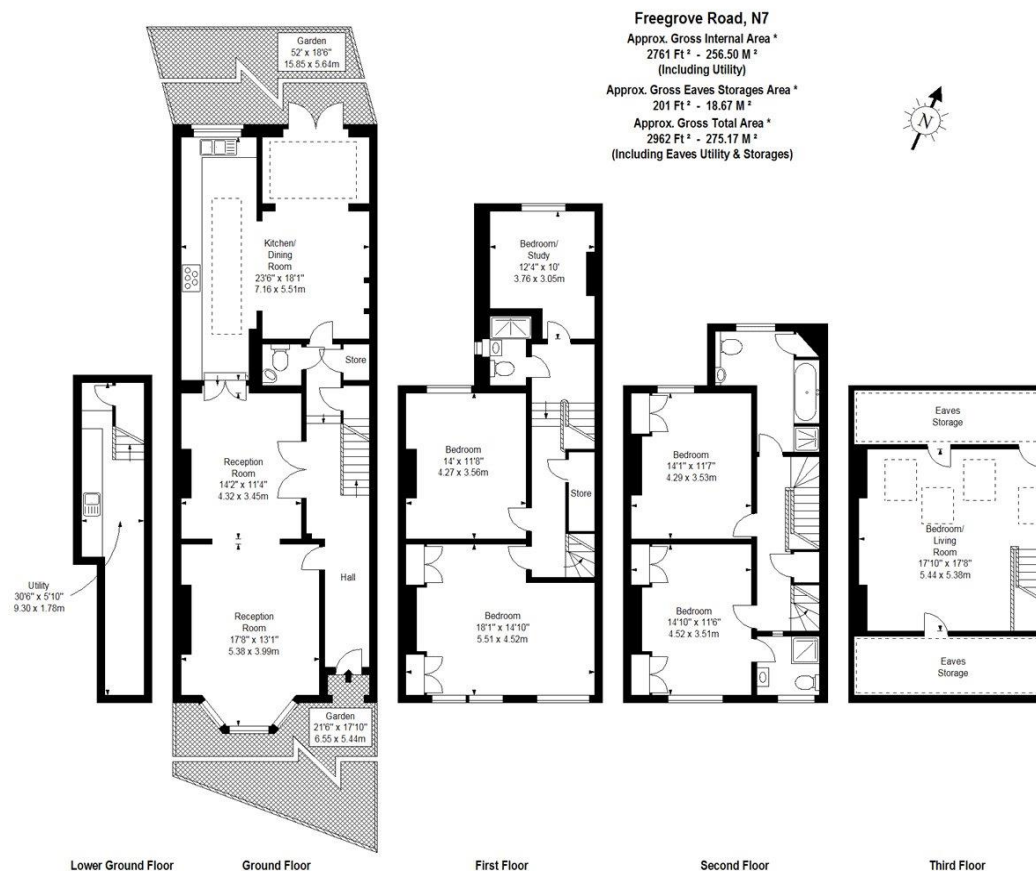 Freegrove Road, N7
Approx. Gross Internal Area *
2761 Ft ² - 256.50 M ²
(Including Utility)
Approx. Gross Eaves Storages Area *
201 Ft ² - 18.67 M ²
Approx. Gross Total Area *
2962 Ft ² - 275.17 M ²
(Including Eaves Utility & Storages)
N
Utility
30'6" x 5'10"
9.30 x 1.78m
Lower Ground Floor
Garden
52' x 18'6"
15.85 x 5.64m
Kitchen/
Dining
Room
23'6" x 18'1"
7.16 x 5.51m
Store
Reception
Room
14'2" x 11'4"
4.32 x 3.45m
Hall
Reception
Room
17'8" x 13'1"
5.38 x 3.99m
Garden
21'6" x 17'10"
6.55 x 5.44m
Ground Floor
Bedroom/
Study
12'4" x 10'
3.76 x 3.05m
Bedroom
14' x 11'8"
4.27 x 3.56m
Store
Bedroom
18'1" x 14'10"
5.51 x 4.52m
First Floor
Bedroom
14'1" x 11'7"
4.29 x 3.53m
Bedroom
14'10" x 11'6"
4.52 x 3.51m
Second Floor
Eaves
Storage
Bedroom/
Living
Room
17'10" x 17'8"
5.44 x 5.38m
Eaves
Storage
Third Floor